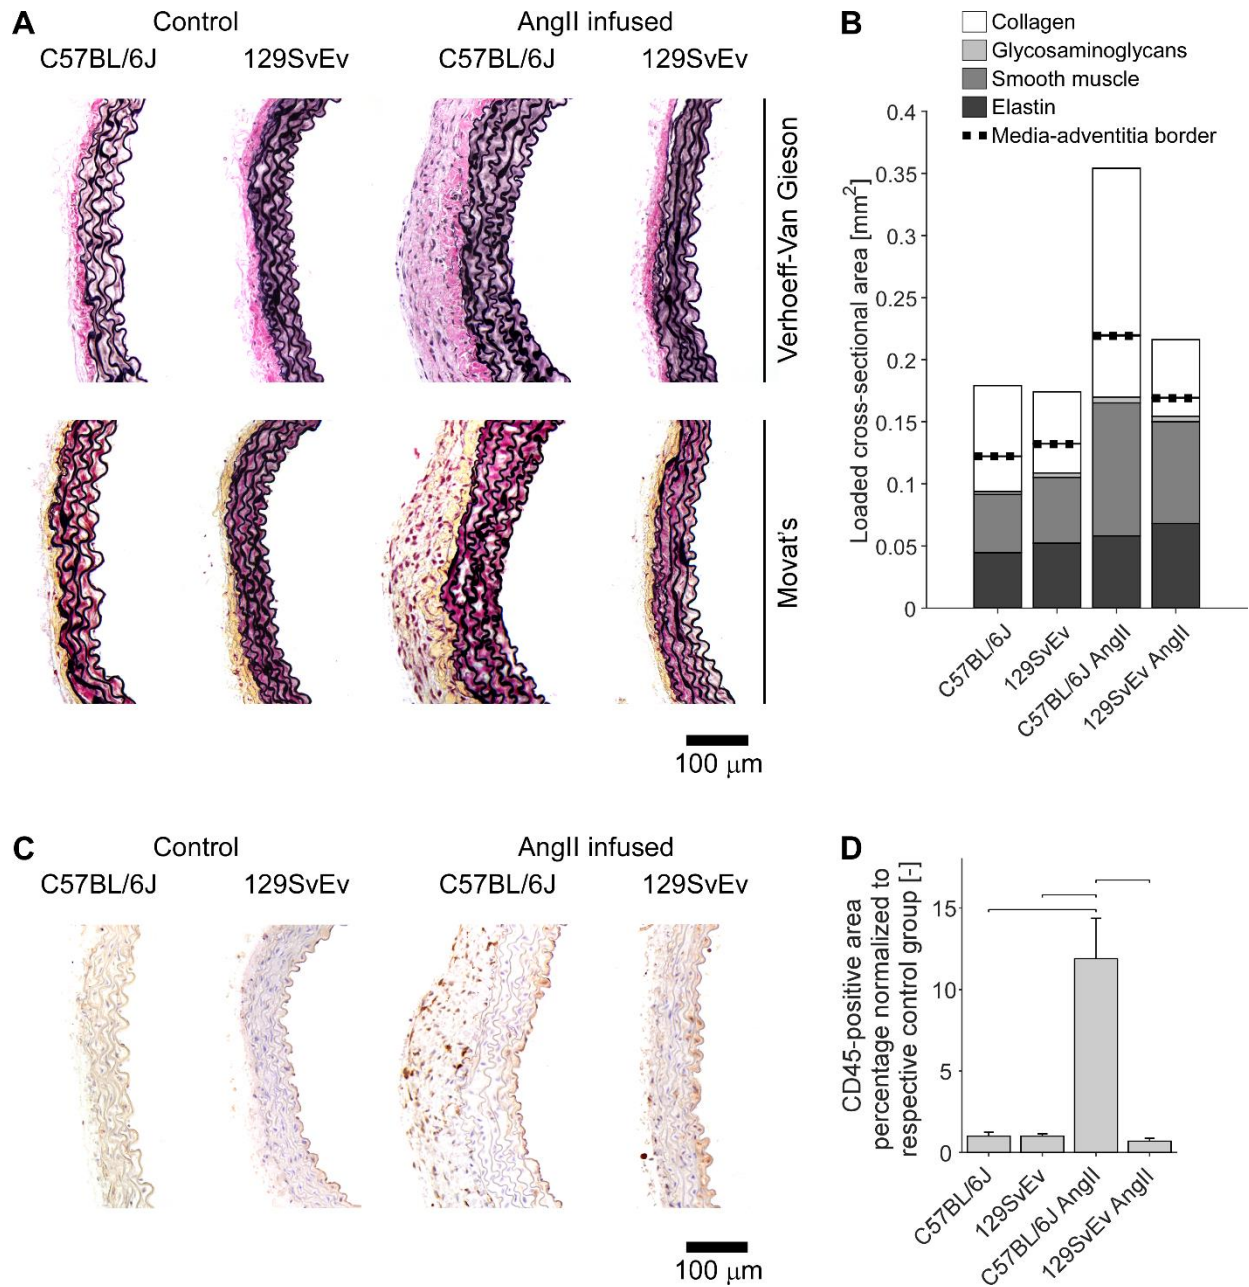 A
Control
AngII infused
C57BL/6J
129SvEv
C57BL/6J
129SvEv
Verhoeff-Van Gieson
Movat's
100 μm
B
Collagen
Glycosaminoglycans
Smooth muscle
Elastin
Media-adventitia border
Loaded cross-sectional area [mm²]
0.4
0.35
0.3
0.25
0.2
0.15
0.1
0.05
0
C57BL/6J
129SvEv
C57BL/6J AngII
129SvEv AngII
C
Control
AngII infused
C57BL/6J
129SvEv
C57BL/6J
129SvEv
100 μm
D
CD45-positive area
percentage normalized to
respective control group [-]
15
10
5
0
C57BL/6J
129SvEv
C57BL/6J AngII
129SvEv AngII